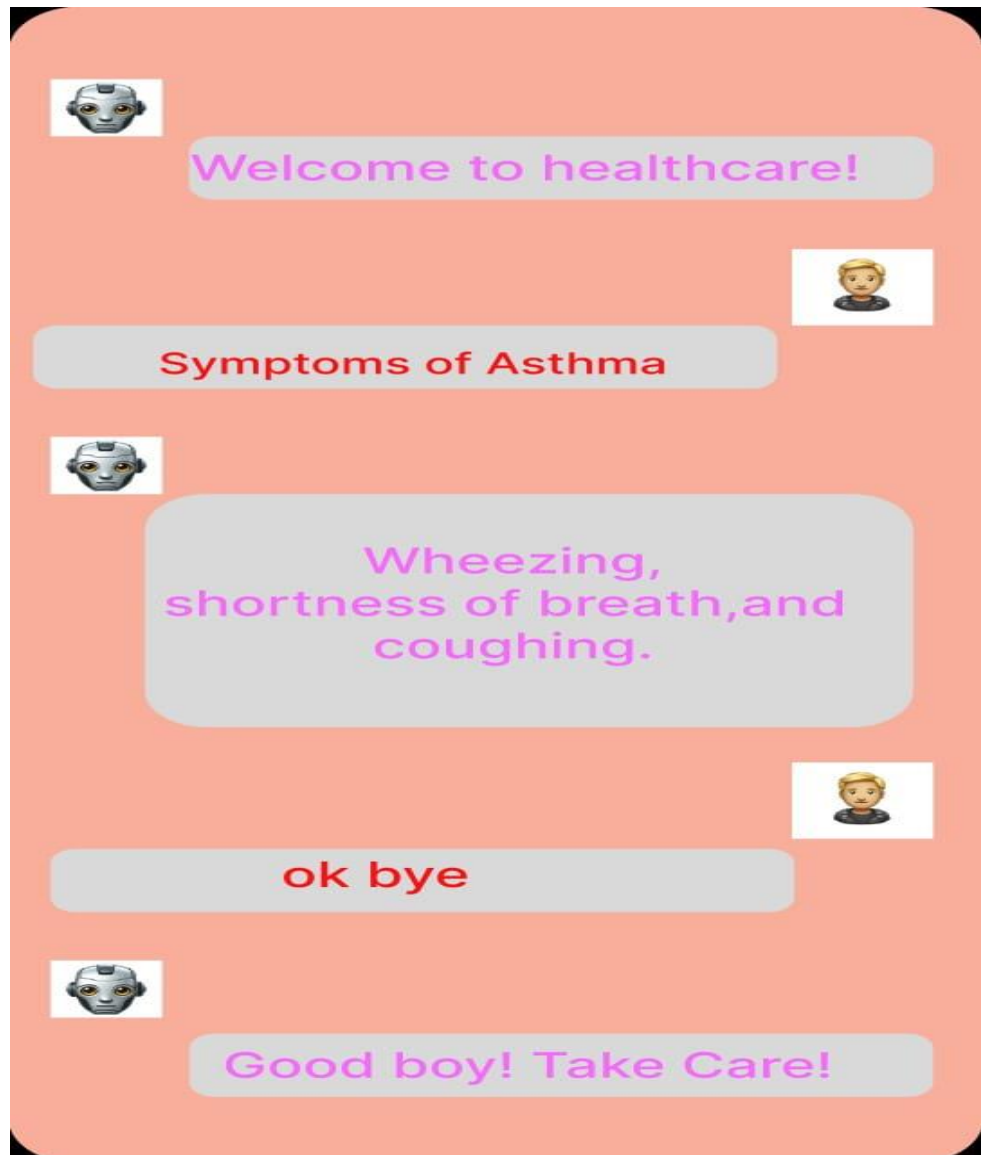 Welcome to healthcare!
Symptoms of Asthma
Wheezing,
shortness of breath,and
coughing.
ok bye
Good boy! Take Care!